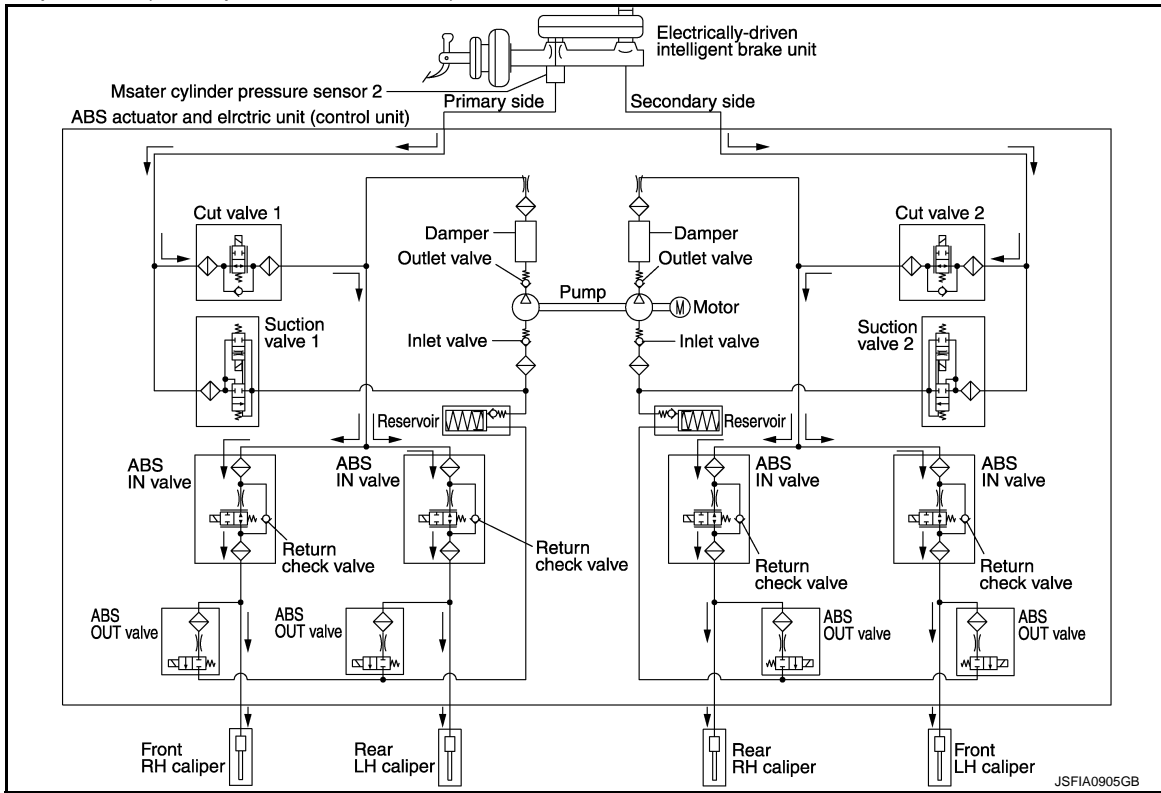 Electrically-driven
intelligent brake unit
Msater cylinder pressure sensor 2
Primary side
Secondary side
ABS actuator and elrctric unit (control unit)
Cut valve 1
Cut valve 2
Damper
Damper
Outlet valve
Outlet valve
Pump
M
Motor
Suction
valve 1
Suction
valve 2
Inlet valve
Inlet valve
Reservoir
Reservoir
ABS
IN valve
ABS
IN valve
ABS
IN valve
ABS
IN valve
Return
check valve
Return
check valve
Return
check valve
Return
check valve
ABS
OUT valve
ABS
OUT valve
ABS
OUT valve
ABS
OUT valve
Front
RH caliper
Rear
LH caliper
Rear
RH caliper
Front
LH caliper
JSFIA0905GB